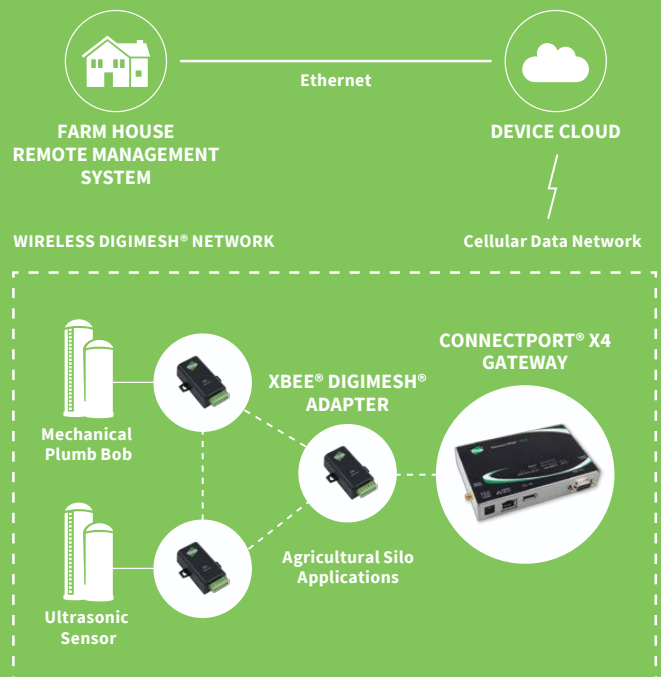 Ethernet
FARM HOUSE
REMOTE MANAGEMENT
SYSTEM
DEVICE CLOUD
WIRELESS DIGIMESH® NETWORK
Cellular Data Network
CONNECTPORT® X4
GATEWAY
XBEE® DIGIMESH®
ADAPTER
Mechanical
Plumb Bob
Agricultural Silo
Applications
Ultrasonic
Sensor